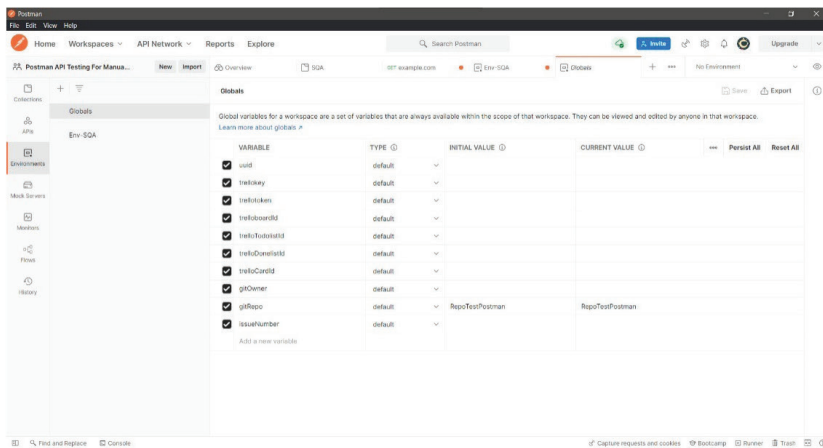 Postman
File Edit View Help
Home Workspaces API Network Reports Explore Search Postman Invite Upgrade
Postman API Testing For Manua... New Import Overview SQA GET example.com Env-SQA Globals No Environment
Collections
APIs
Environments
Mock Servers
Monitors
Flows
History
Globals
Env-SQA
Globals Save Export
Global variables for a workspace are a set of variables that are always available within the scope of that workspace. They can be viewed and edited by anyone in that workspace.
Learn more about globals
VARIABLE TYPE INITIAL VALUE CURRENT VALUE Persist All Reset All
uuid default
trellokey default
trellotoken default
trelloboardId default
trelloTodolistId default
trelloDonelistId default
trelloCardId default
gitOwner default
gitRepo default RepoTestPostman RepoTestPostman
issueNumber default
Add a new variable
Find and Replace Console Capture requests and cookies Bootcamp Runner Trash